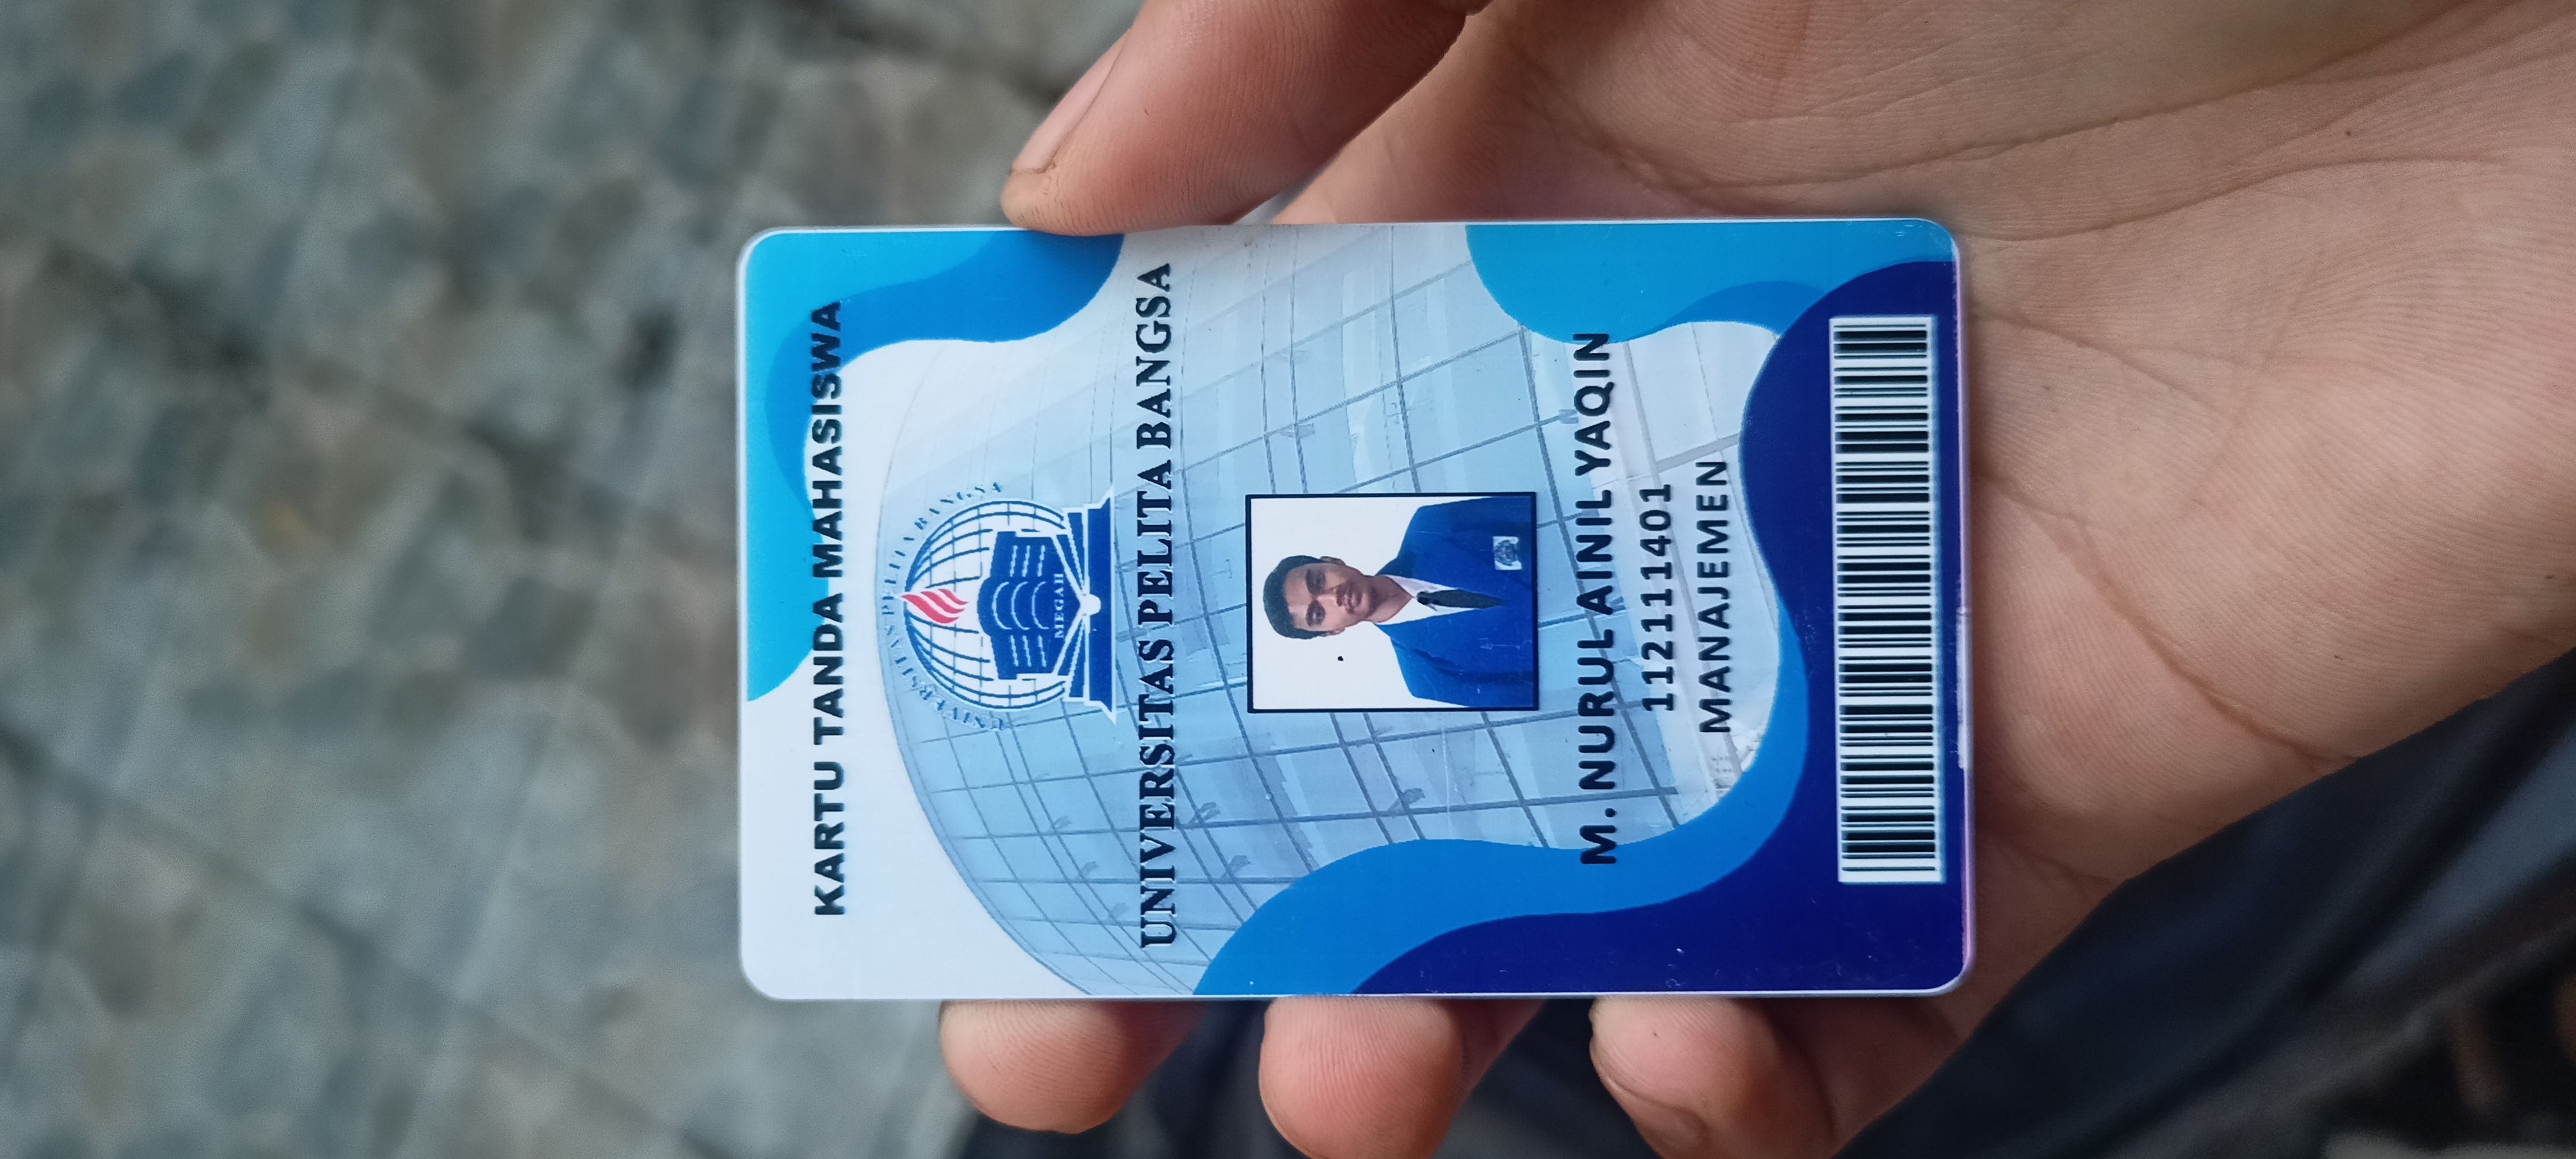 KARTU TANDA MAHASISWA
UNIVERSITAS PELITA BANGSA
MEGAH
UNIVERSITAS PELITA BANGSA
M. NURUL AINIL YAQIN
112111401
MANAJEMEN